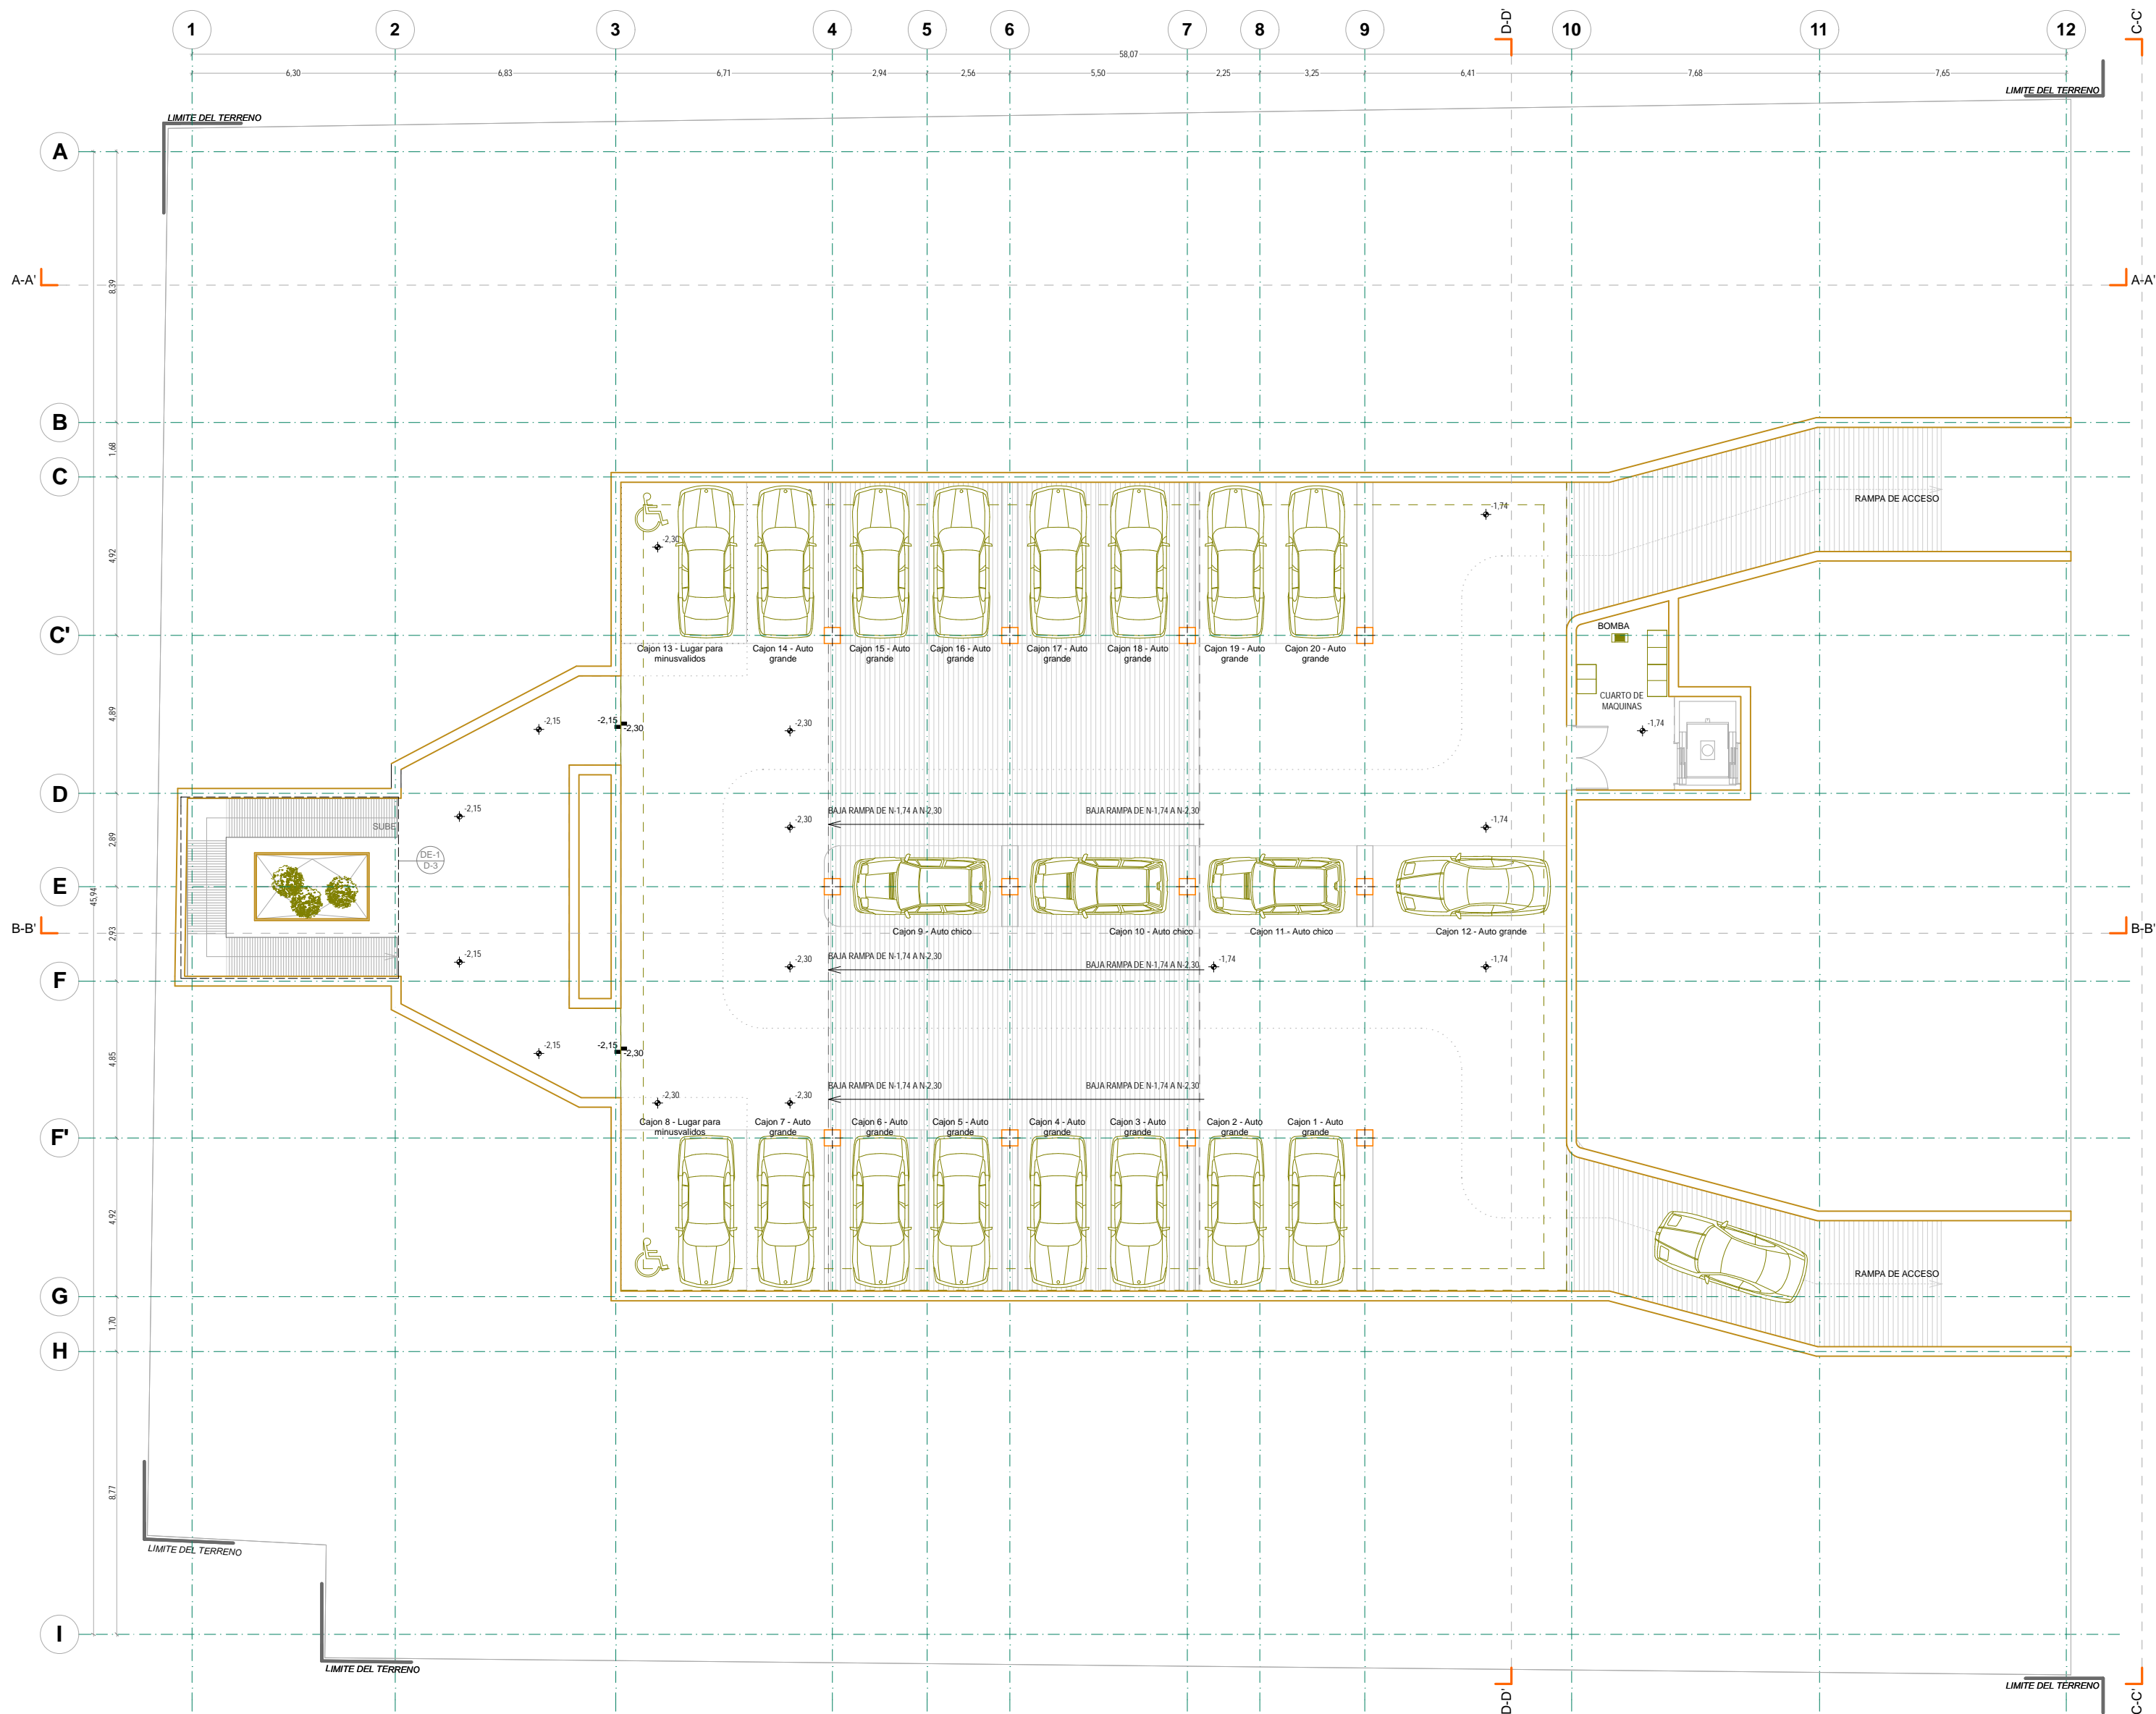 1 2 3 4 5 6 7 8 9 D-D' 10 11 12 C-C'
58,07
6,30 6,83 6,71 2,94 2,56 5,50 2,25 3,25 6,41 7,68 7,65
LIMITE DEL TERRENO
LIMITE DEL TERRENO
A
A-A'
A-A'
8,39
B
1,68
C
RAMPA DE ACCESO
-1,74
-2,30
4,92
BOMBA
C'
Cajon 13 - Lugar para
minusvalidos
Cajon 14 - Auto
grande
Cajon 15 - Auto
grande
Cajon 16 - Auto
grande
Cajon 17 - Auto
grande
Cajon 18 - Auto
grande
Cajon 19 - Auto
grande
Cajon 20 - Auto
grande
CUARTO DE
MAQUINAS
4,89
-2,15
-2,15
-2,30
-2,30
-1,74
D
-2,15
SUBE
BAJA RAMPA DE N-1,74 A N-2,30
BAJA RAMPA DE N-1,74 A N-2,30
-2,30
-1,74
2,89
DE-1
D-3
E
45,94
B-B'
2,93
Cajon 9 - Auto chico
Cajon 10 - Auto chico
Cajon 11 - Auto chico
Cajon 12 - Auto grande
B-B'
-2,15
-2,30
BAJA RAMPA DE N-1,74 A N-2,30
BAJA RAMPA DE N-1,74 A N-2,30
-1,74
-1,74
F
4,85
-2,15
-2,15
-2,30
BAJA RAMPA DE N-1,74 A N-2,30
BAJA RAMPA DE N-1,74 A N-2,30
-2,30
-2,30
F'
Cajon 8 - Lugar para
minusvalidos
Cajon 7 - Auto
grande
Cajon 6 - Auto
grande
Cajon 5 - Auto
grande
Cajon 4 - Auto
grande
Cajon 3 - Auto
grande
Cajon 2 - Auto
grande
Cajon 1 - Auto
grande
4,92
RAMPA DE ACCESO
G
1,70
H
8,77
LIMITE DEL TERRENO
I
LIMITE DEL TERRENO
LIMITE DEL TERRENO
D-D'
C-C'